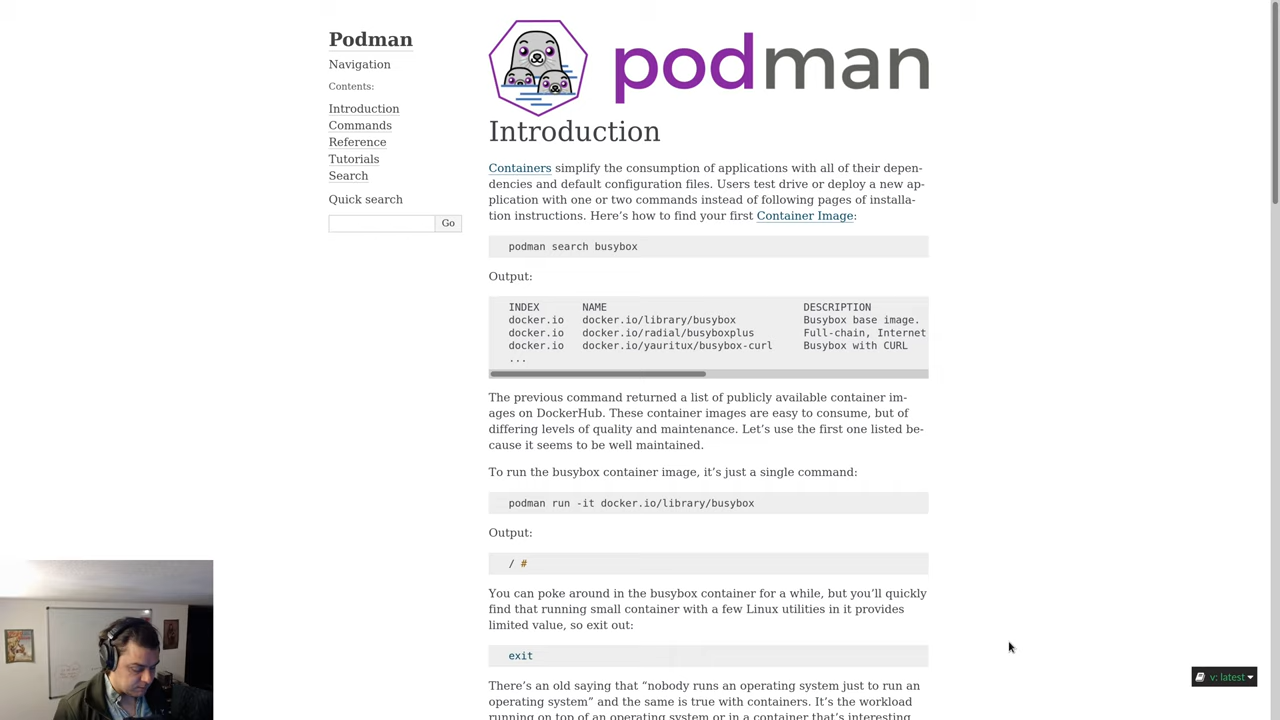 Podman
Navigation
Contents:
Introduction
Commands
Reference
Tutorials
Search
Quick search
Go
podman
Introduction
Containers simplify the consumption of applications with all of their depen-
dencies and default configuration files. Users test drive or deploy a new ap-
plication with one or two commands instead of following pages of installa-
tion instructions. Here’s how to find your first Container Image:
podman search busybox
Output:
INDEX NAME DESCRIPTION
docker.io docker.io/library/busybox Busybox base image.
docker.io docker.io/radial/busyboxplus Full-chain, Internet
docker.io docker.io/yauritux/busybox-curl Busybox with CURL
...
The previous command returned a list of publicly available container im-
ages on DockerHub. These container images are easy to consume, but of
differing levels of quality and maintenance. Let’s use the first one listed be-
cause it seems to be well maintained.
To run the busybox container image, it’s just a single command:
podman run -it docker.io/library/busybox
Output:
/ #
You can poke around in the busybox container for a while, but you’ll quickly
find that running small container with a few Linux utilities in it provides
limited value, so exit out:
exit
There’s an old saying that “nobody runs an operating system just to run an
operating system” and the same is true with containers. It’s the workload
running on top of an operating system or in a container that’s interesting
v: latest